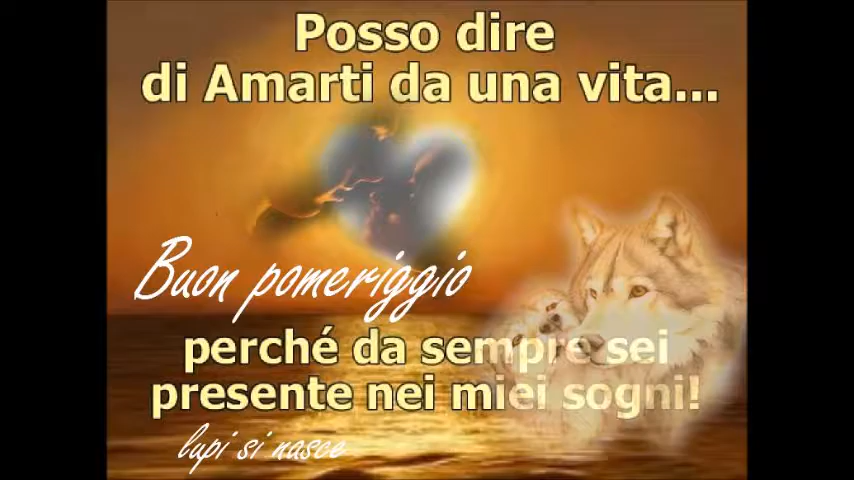 Posso dire
di Amarti da una vita...
Buon pomeriggio
perché da sempre sei
presente nei miei sogni!
lupi si nasce